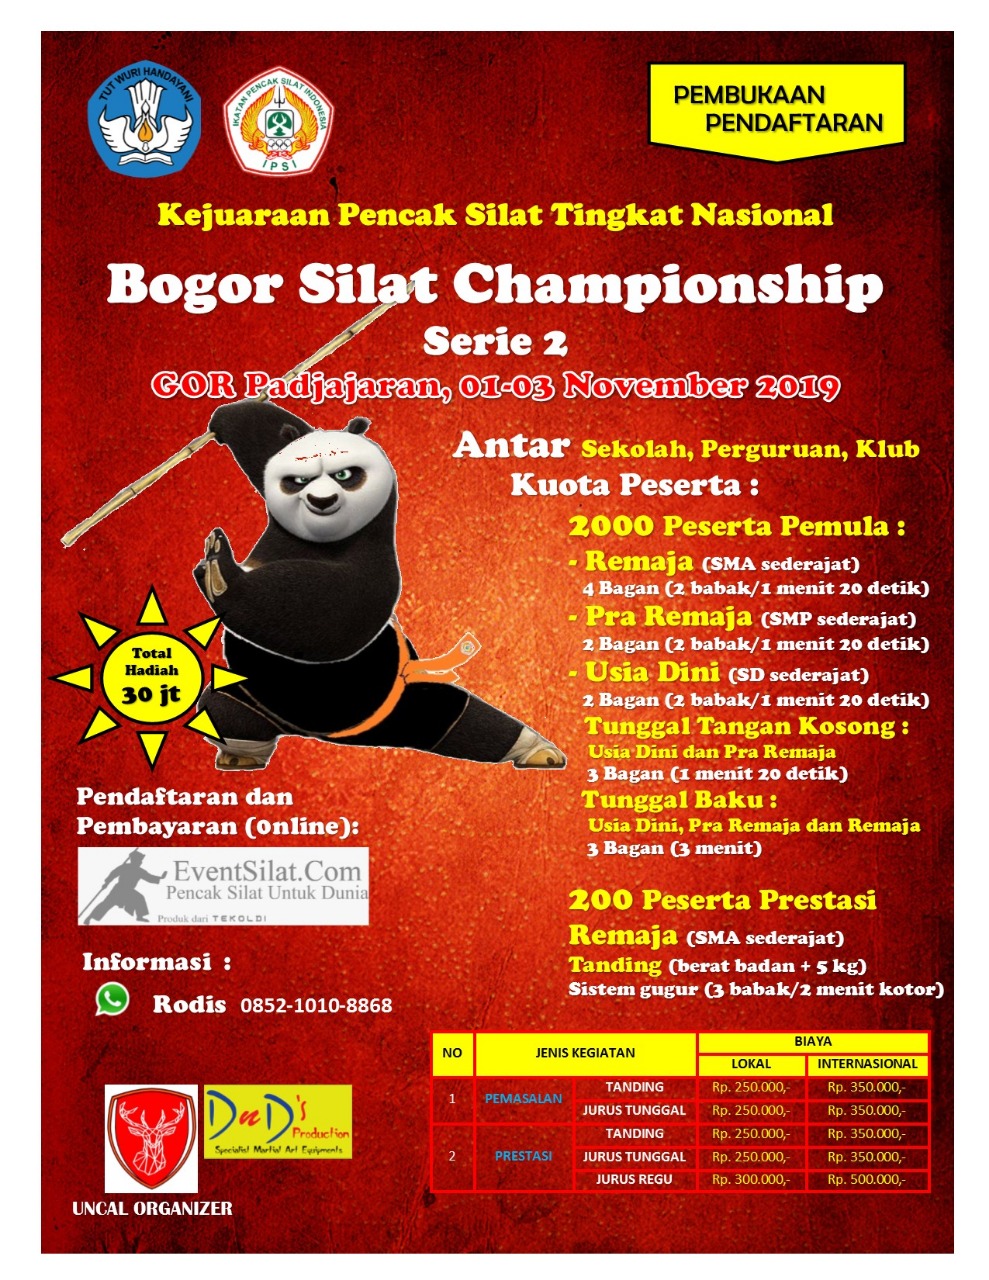 TUT WURI HANDAYANI
IKATAN PENCAK SILAT INDONESIA
IPSI
PEMBUKAAN
PENDAFTARAN
Kejuaraan Pencak Silat Tingkat Nasional
Bogor Silat Championship
Serie 2
GOR Padjajaran, 01-03 November 2019
Antar Sekolah, Perguruan, Klub
Kuota Peserta :
2000 Peserta Pemula :
- Remaja (SMA sederajat)
4 Bagan (2 babak/1 menit 20 detik)
- Pra Remaja (SMP sederajat)
2 Bagan (2 babak/1 menit 20 detik)
- Usia Dini (SD sederajat)
2 Bagan (2 babak/1 menit 20 detik)
Tunggal Tangan Kosong :
Usia Dini dan Pra Remaja
3 Bagan (1 menit 20 detik)
Tunggal Baku :
Usia Dini, Pra Remaja dan Remaja
3 Bagan (3 menit)
200 Peserta Prestasi
Remaja (SMA sederajat)
Tanding (berat badan + 5 kg)
Sistem gugur (3 babak/2 menit kotor)
Total
Hadiah
30 jt
Pendaftaran dan
Pembayaran (Online):
EventSilat.Com
Pencak Silat Untuk Dunia
Produk dari TEKOLDI
Informasi :
Rodis 0852-1010-8868
NO JENIS KEGIATAN BIAYA
LOKAL INTERNASIONAL
1 PEMASALAN TANDING Rp. 250.000,- Rp. 350.000,-
JURUS TUNGGAL Rp. 250.000,- Rp. 350.000,-
2 PRESTASI TANDING Rp. 250.000,- Rp. 350.000,-
JURUS TUNGGAL Rp. 250.000,- Rp. 350.000,-
JURUS REGU Rp. 300.000,- Rp. 500.000,-
DnD's
Production
Specialist Martial Art Equipments
UNCAL ORGANIZER